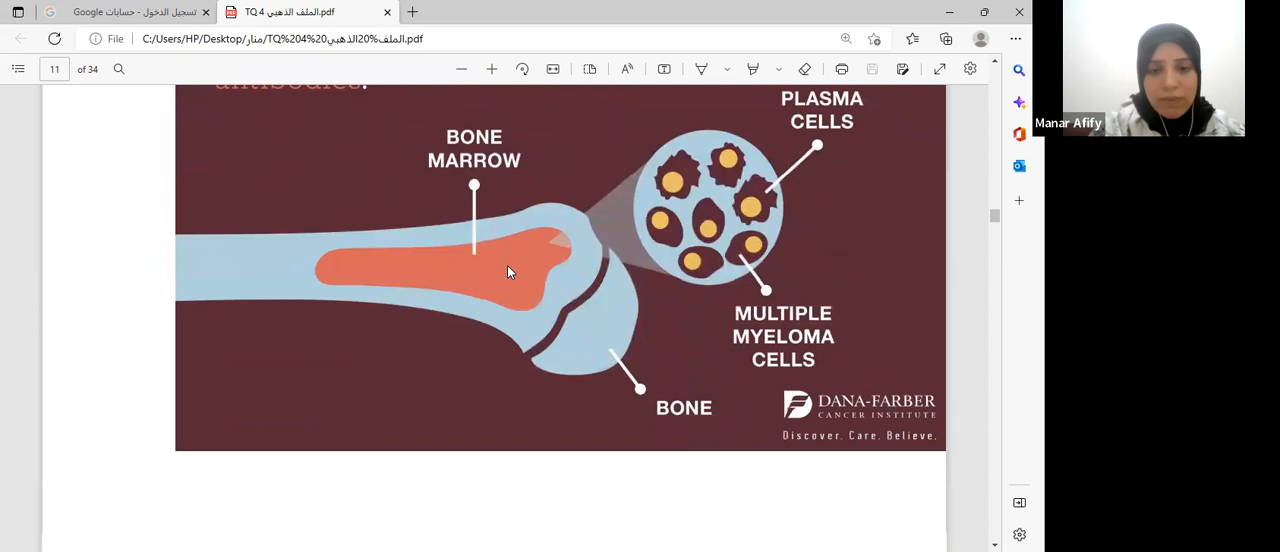 تسجيل الدخول - حسابات Google
TQ 4 الملف الذهبي.pdf
File
C:/Users/HP/Desktop/منار/TQ%204%20الملف%20الذهبي.pdf
11
of 34
Manar Afify
antibodies.
PLASMA
CELLS
BONE
MARROW
MULTIPLE
MYELOMA
CELLS
BONE
DANA-FARBER
CANCER INSTITUTE
Discover. Care. Believe.